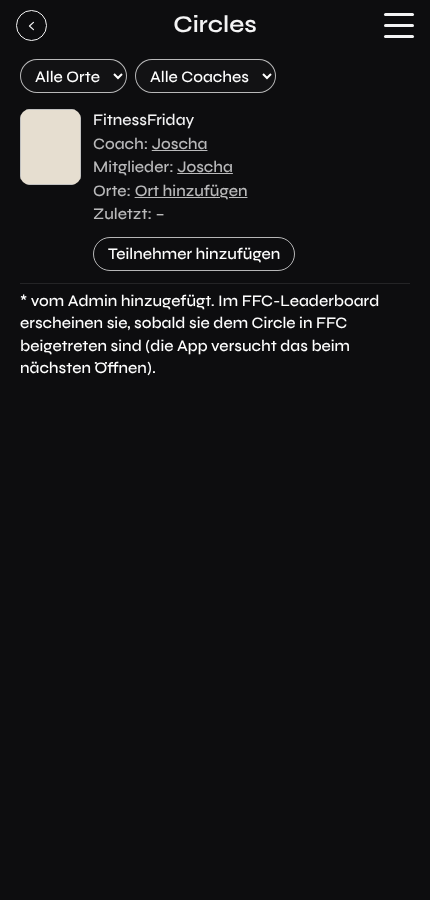 Circles
Alle Orte
Alle Coaches
FitnessFriday
Coach: Joscha
Mitglieder: Joscha
Orte: Ort hinzufügen
Zuletzt: –
Teilnehmer hinzufügen
* vom Admin hinzugefügt. Im FFC-Leaderboard
erscheinen sie, sobald sie dem Circle in FFC
beigetreten sind (die App versucht das beim
nächsten Öffnen).